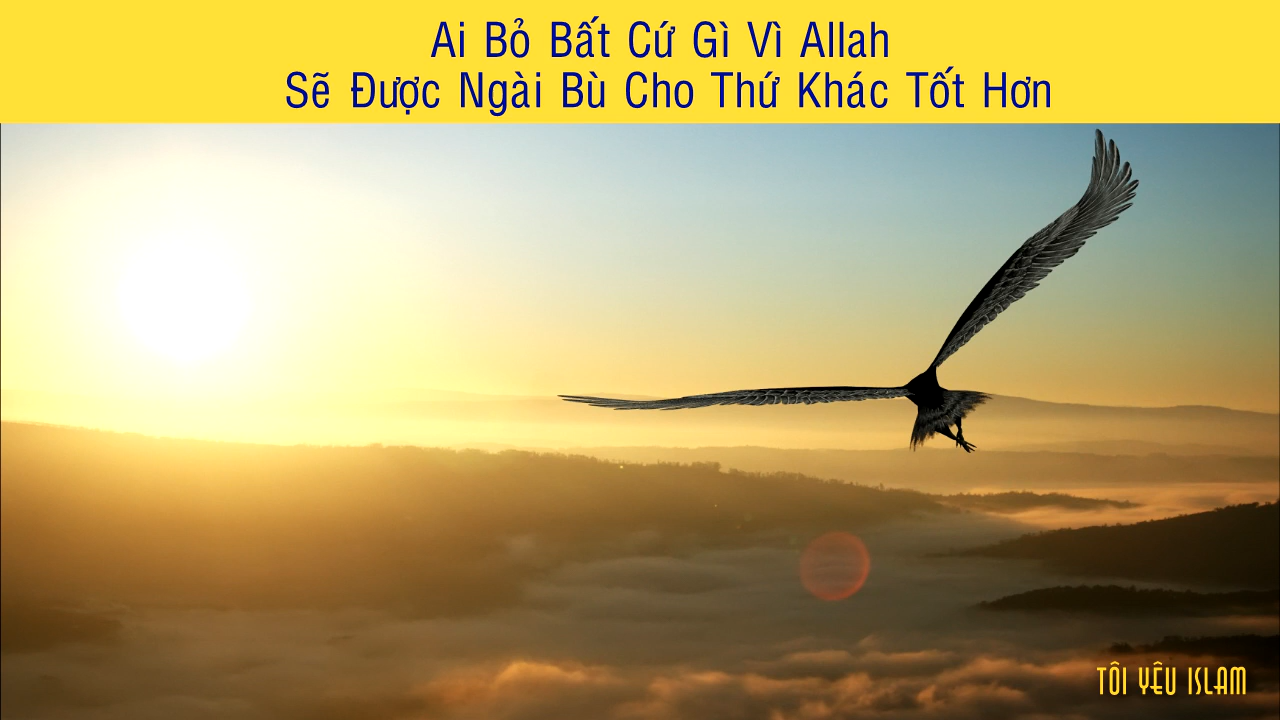 Ai Bỏ Bất Cứ Gì Vì Allah
Sẽ Được Ngài Bù Cho Thứ Khác Tốt Hơn
TÔI YÊU ISLAM